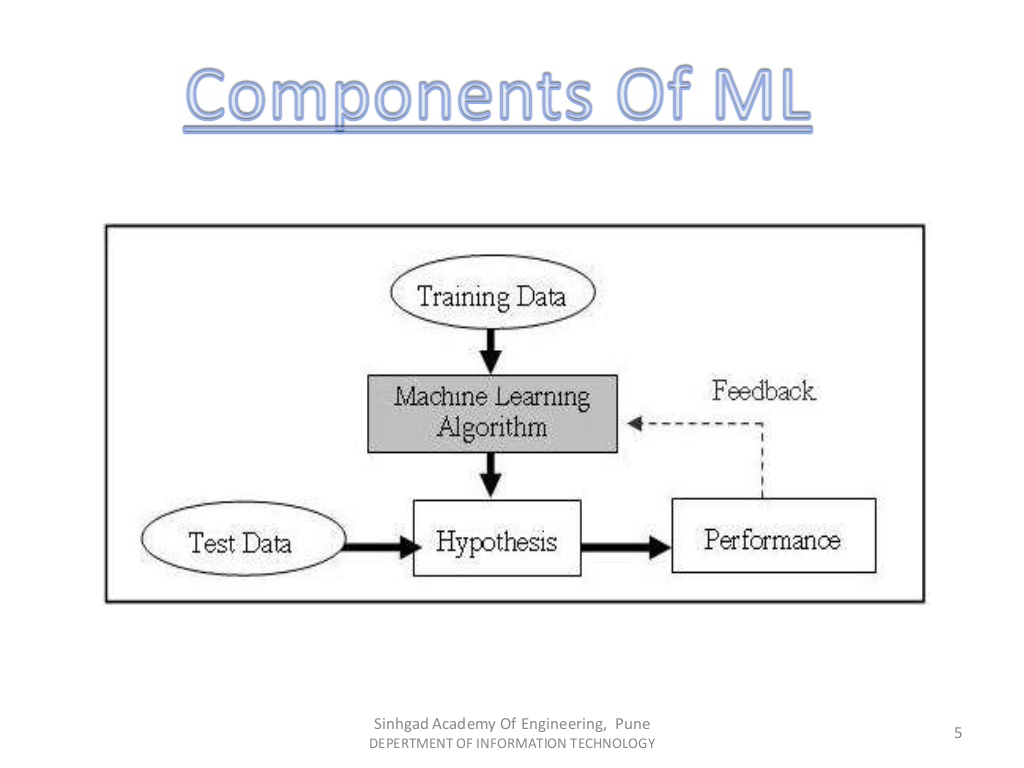 Components Of ML
Training Data
Machine Learning
Algorithm
Feedback
Test Data
Hypothesis
Performance
Sinhgad Academy Of Engineering, Pune
DEPERTMENT OF INFORMATION TECHNOLOGY
5